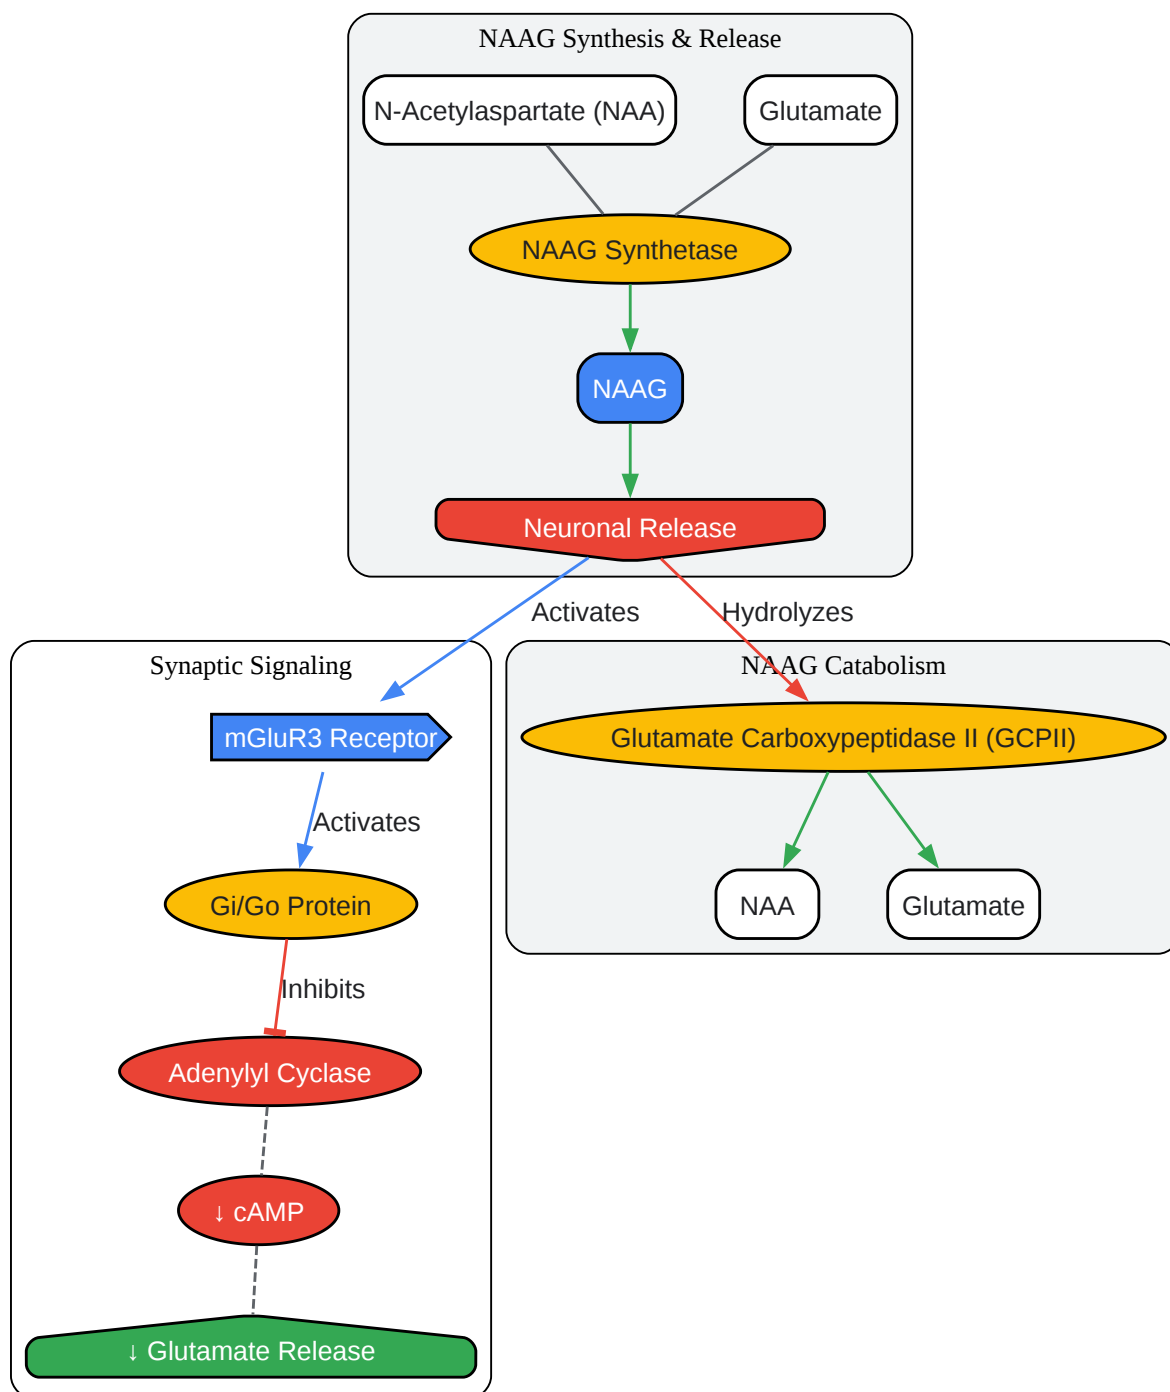 NAAG Synthesis & Release
N-Acetylaspartate (NAA)
Glutamate
NAAG Synthetase
NAAG
Neuronal Release
Activates
Hydrolyzes
Synaptic Signaling
mGluR3 Receptor
Activates
Gi/Go Protein
Inhibits
Adenylyl Cyclase
↓ cAMP
↓ Glutamate Release
NAAG Catabolism
Glutamate Carboxypeptidase II (GCPII)
NAA
Glutamate